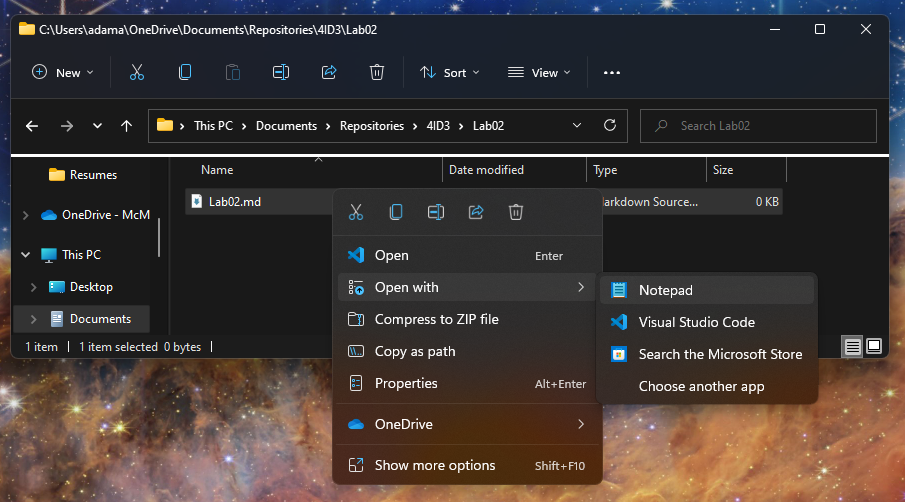 C:\Users\adama\OneDrive\Documents\Repositories\4ID3\Lab02
New Sort View
This PC > Documents > Repositories > 4ID3 > Lab02
Search Lab02
Name Date modified Type Size
Resumes
OneDrive - McM
This PC
Desktop
Documents
Lab02.md arkdown Source... 0 KB
Open Enter
Open with
Compress to ZIP file
Copy as path
Properties Alt+Enter
OneDrive
Show more options Shift+F10
Notepad
Visual Studio Code
Search the Microsoft Store
Choose another app
1 item | 1 item selected 0 bytes |